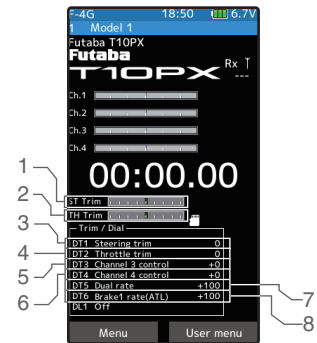 F-4G 18:50 6.7V
1 Model 1
Futaba T10PX
Futaba
T10PX
Rx
---
Ch.1
Ch.2
Ch.3
Ch.4
00:00.00
1
ST Trim
2
TH Trim
3
Trim / Dial
DT1 Steering trim 0
4
DT2 Throttle trim 0
5
DT3 Channel 3 control +0
6
DT4 Channel 4 control +0
DT5 Dual rate +100
7
DT6 Brake1 rate(ATL) +100
8
DL1 Off
Menu
User menu